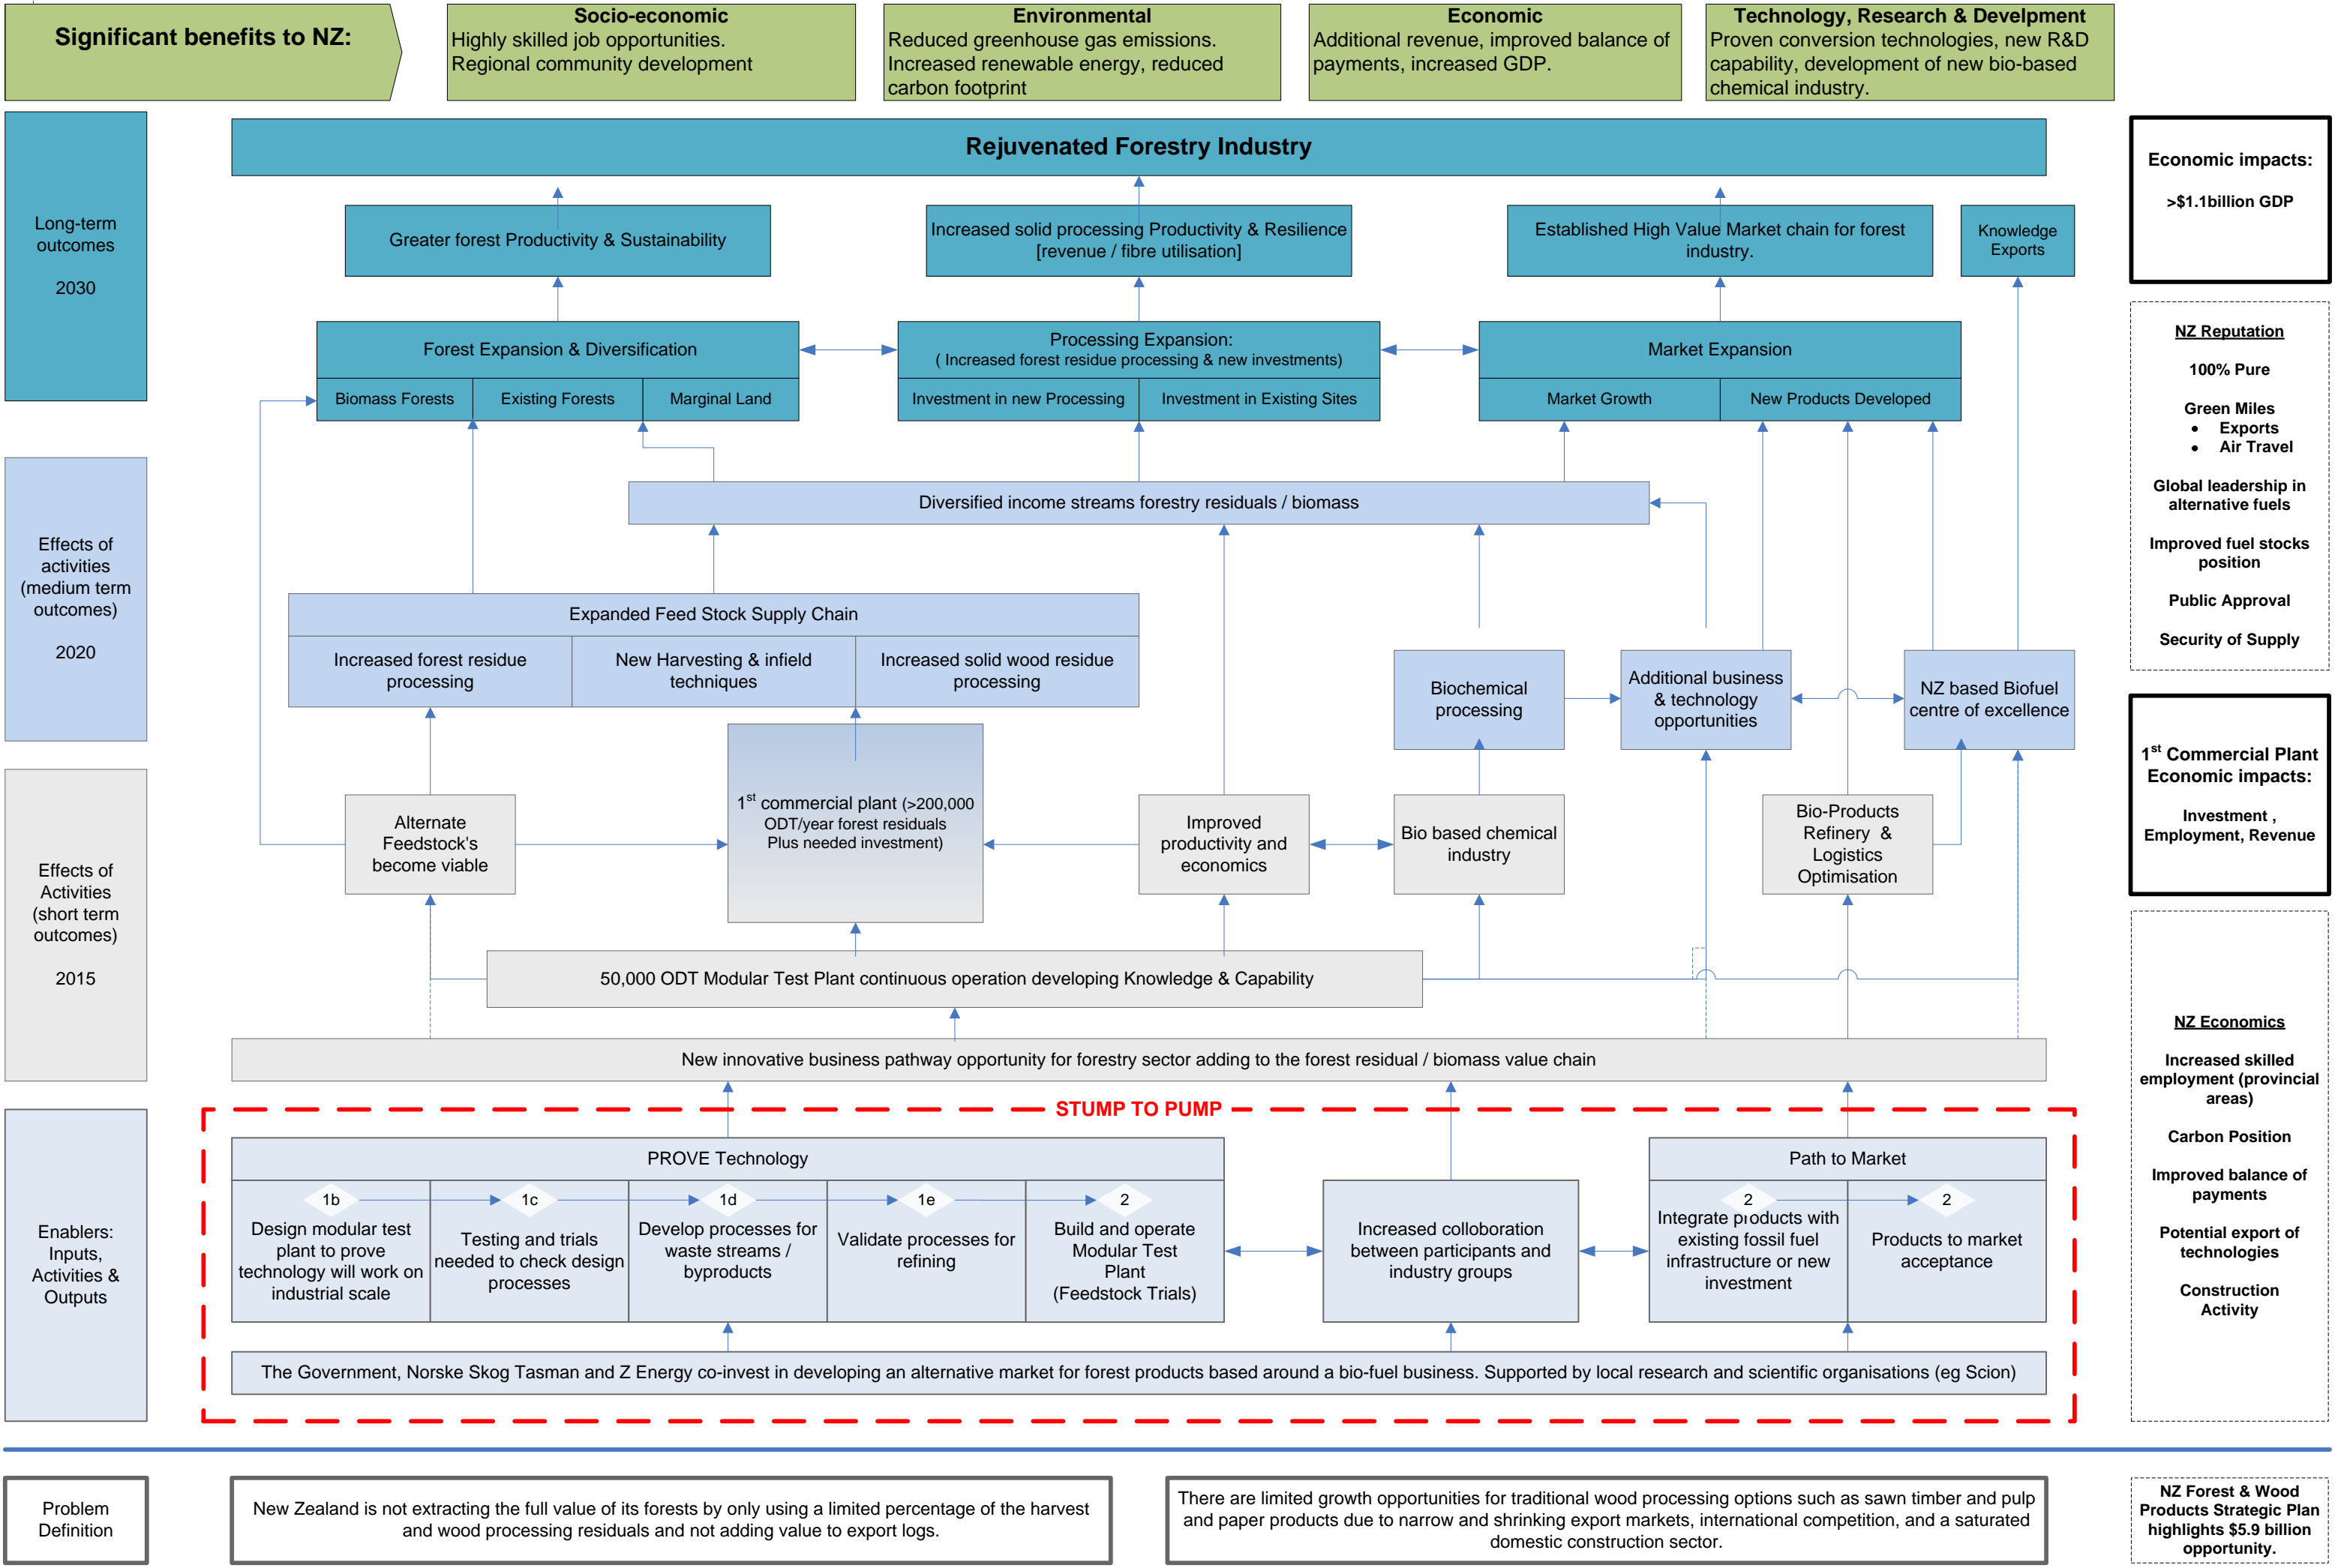 Significant benefits to NZ:
Socio-economic
Highly skilled job opportunities.
Regional community development
Environmental
Reduced greenhouse gas emissions.
Increased renewable energy, reduced
carbon footprint
Economic
Additional revenue, improved balance of
payments, increased GDP.
Technology, Research & Develpment
Proven conversion technologies, new R&D
capability, development of new bio-based
chemical industry.
Long-term
outcomes
2030
Rejuvenated Forestry Industry
Greater forest Productivity & Sustainability
Increased solid processing Productivity & Resilience
[revenue / fibre utilisation]
Established High Value Market chain for forest
industry.
Knowledge
Exports
Forest Expansion & Diversification
Biomass Forests
Existing Forests
Marginal Land
Processing Expansion:
( Increased forest residue processing & new investments)
Investment in new Processing
Investment in Existing Sites
Market Expansion
Market Growth
New Products Developed
Economic impacts:
>$1.1billion GDP
NZ Reputation
100% Pure
Green Miles
• Exports
• Air Travel
Global leadership in
alternative fuels
Improved fuel stocks
position
Public Approval
Security of Supply
Effects of
activities
(medium term
outcomes)
2020
Diversified income streams forestry residuals / biomass
Expanded Feed Stock Supply Chain
Increased forest residue
processing
New Harvesting & infield
techniques
Increased solid wood residue
processing
Biochemical
processing
Additional business
& technology
opportunities
NZ based Biofuel
centre of excellence
1st Commercial Plant
Economic impacts:
Investment ,
Employment, Revenue
Effects of
Activities
(short term
outcomes)
2015
Alternate
Feedstock's
become viable
1st commercial plant (>200,000
ODT/year forest residuals
Plus needed investment)
Improved
productivity and
economics
Bio based chemical
industry
Bio-Products
Refinery &
Logistics
Optimisation
50,000 ODT Modular Test Plant continuous operation developing Knowledge & Capability
New innovative business pathway opportunity for forestry sector adding to the forest residual / biomass value chain
NZ Economics
Increased skilled
employment (provincial
areas)
Carbon Position
Improved balance of
payments
Potential export of
technologies
Construction
Activity
Enablers:
Inputs,
Activities &
Outputs
STUMP TO PUMP
PROVE Technology
1b
Design modular test
plant to prove
technology will work on
industrial scale
1c
Testing and trials
needed to check design
processes
1d
Develop processes for
waste streams /
byproducts
1e
Validate processes for
refining
2
Build and operate
Modular Test
Plant
(Feedstock Trials)
Increased colloboration
between participants and
industry groups
Path to Market
2
Integrate products with
existing fossil fuel
infrastructure or new
investment
2
Products to market
acceptance
The Government, Norske Skog Tasman and Z Energy co-invest in developing an alternative market for forest products based around a bio-fuel business. Supported by local research and scientific organisations (eg Scion)
Problem
Definition
New Zealand is not extracting the full value of its forests by only using a limited percentage of the harvest
and wood processing residuals and not adding value to export logs.
There are limited growth opportunities for traditional wood processing options such as sawn timber and pulp
and paper products due to narrow and shrinking export markets, international competition, and a saturated
domestic construction sector.
NZ Forest & Wood
Products Strategic Plan
highlights $5.9 billion
opportunity.